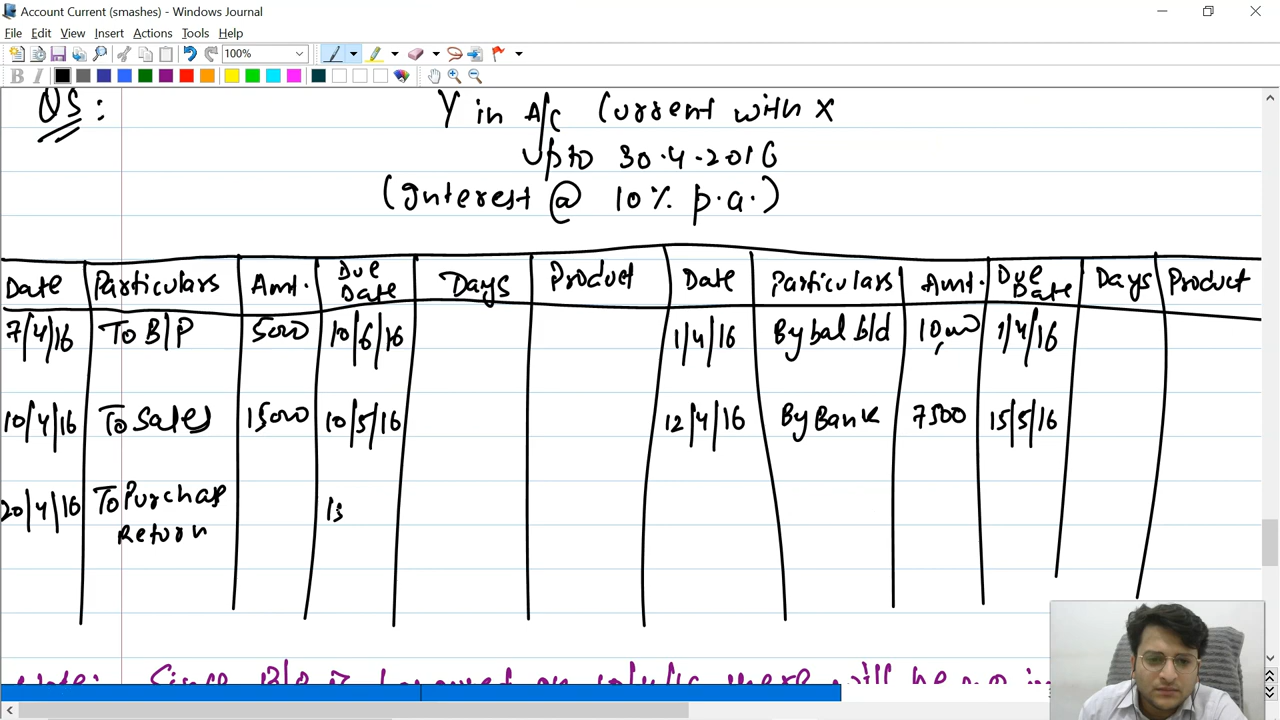 Account Current (smashes) - Windows Journal
File Edit View Insert Actions Tools Help
100%
B I
Q5:
Y in A/C Current with X
Upto 30.4.2016
(Interest @ 10% p.a.)
Date Particulars Amt. Due Date Days Product Date Particulars Amt. Due Date Days Product
7/4/16 To B/P 5000 10/6/16 1/4/16 By bal b/d 10,000 1/4/16
10/4/16 To Sales 15000 10/5/16 12/4/16 By Bank 7500 15/5/16
20/4/16 To Purchase Return 15
Note: Since B/E is